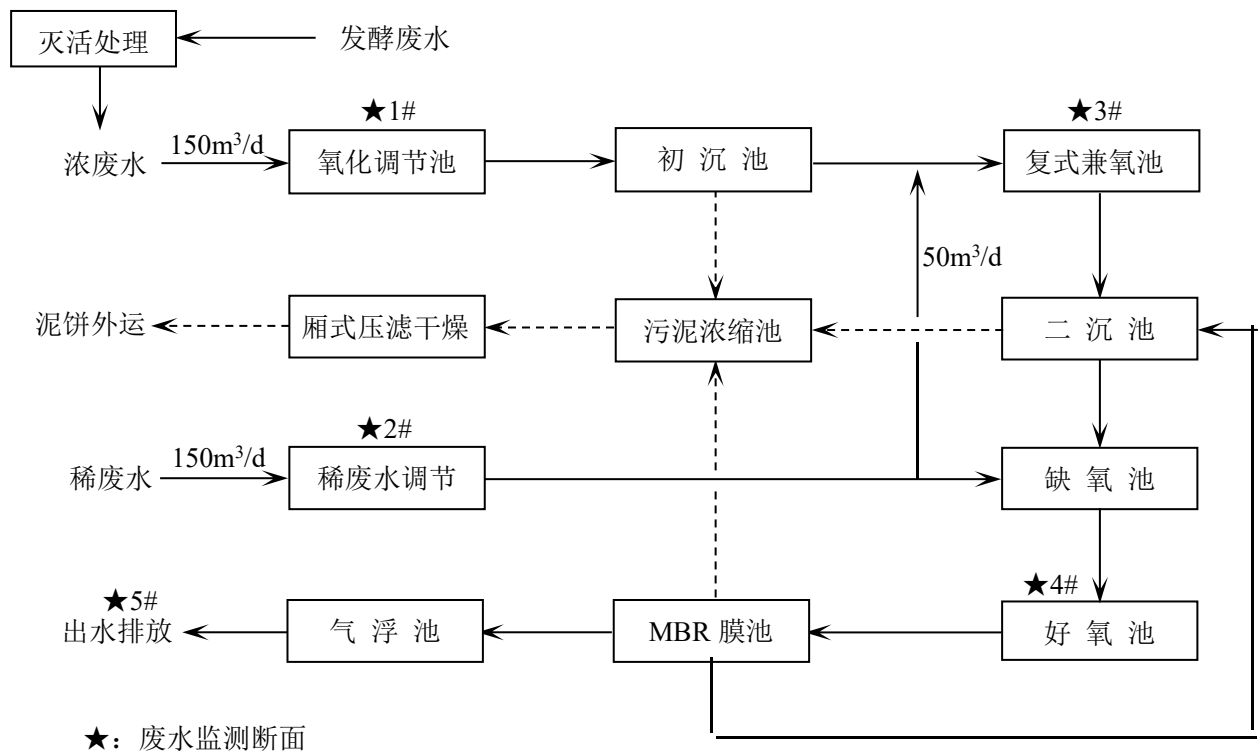 灭活处理
发酵废水
★1#
★3#
浓废水
150m³/d
氧化调节池
初 沉 池
复式兼氧池
50m³/d
泥饼外运
厢式压滤干燥
污泥浓缩池
二 沉 池
★2#
稀废水
150m³/d
稀废水调节
缺 氧 池
★5#
★4#
出水排放
气 浮 池
MBR 膜池
好 氧 池
★：废水监测断面